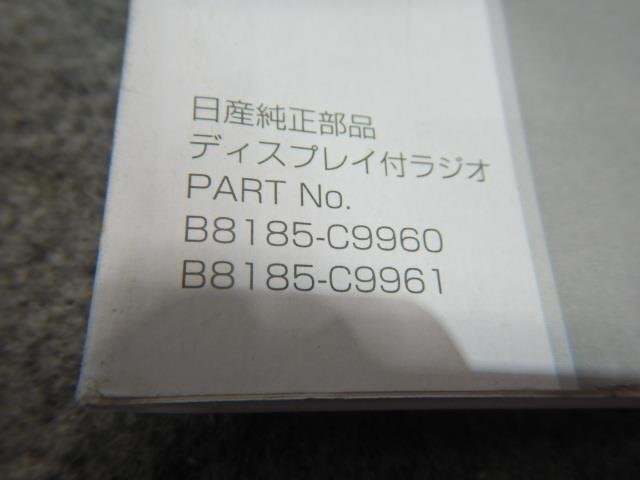 日産純正部品
ディスプレイ付ラジオ
PART No.
B8185-C9960
B8185-C9961